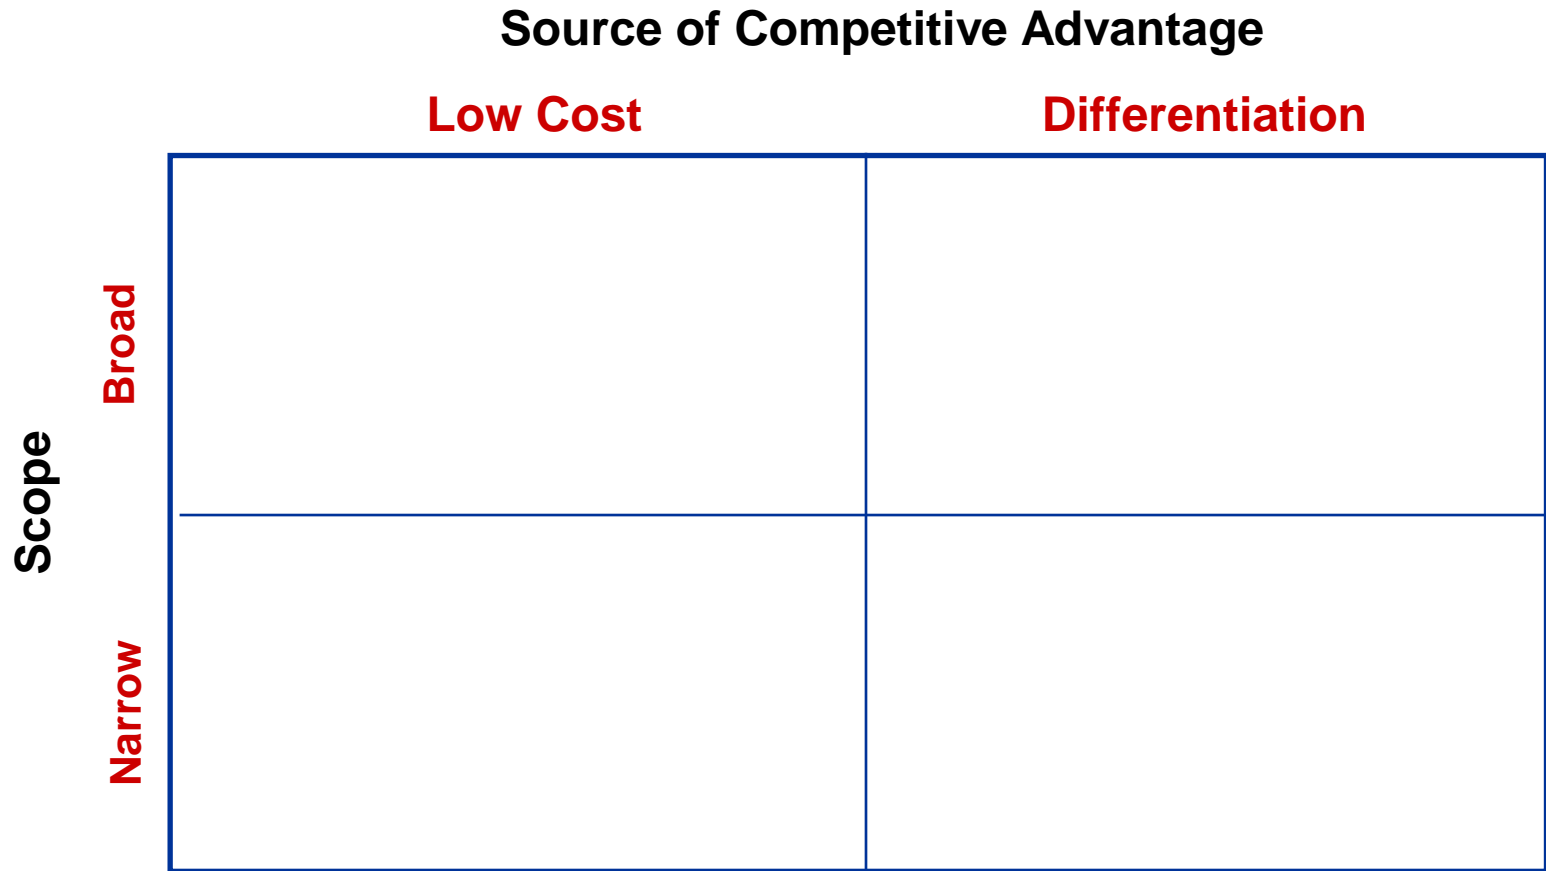 Source of Competitive Advantage
Low Cost
Differentiation
Broad
Scope
Narrow